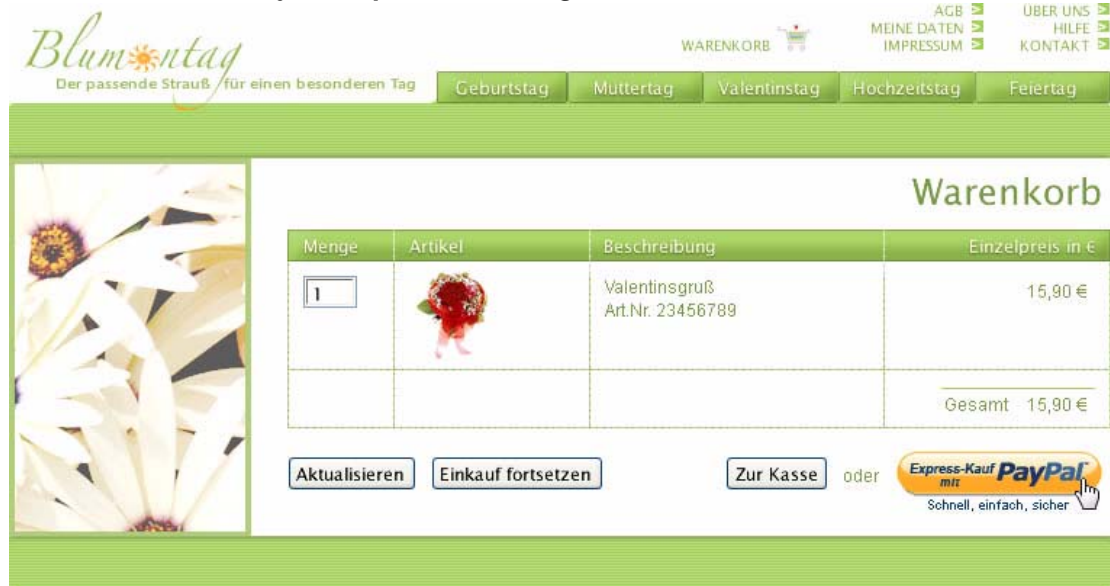 AGB
ÜBER UNS
MEINE DATEN
HILFE
WARENKORB
IMPRESSUM
KONTAKT
Blumontag
Der passende Strauß für einen besonderen Tag
Geburtstag Muttertag Valentinstag Hochzeitstag Feiertag
Warenkorb
Menge Artikel Beschreibung Einzelpreis in €
1 Valentinsgruß 15,90 €
Art.Nr. 23456789
Gesamt 15,90 €
Aktualisieren Einkauf fortsetzen Zur Kasse oder Express-Kauf mit PayPal
Schnell, einfach, sicher